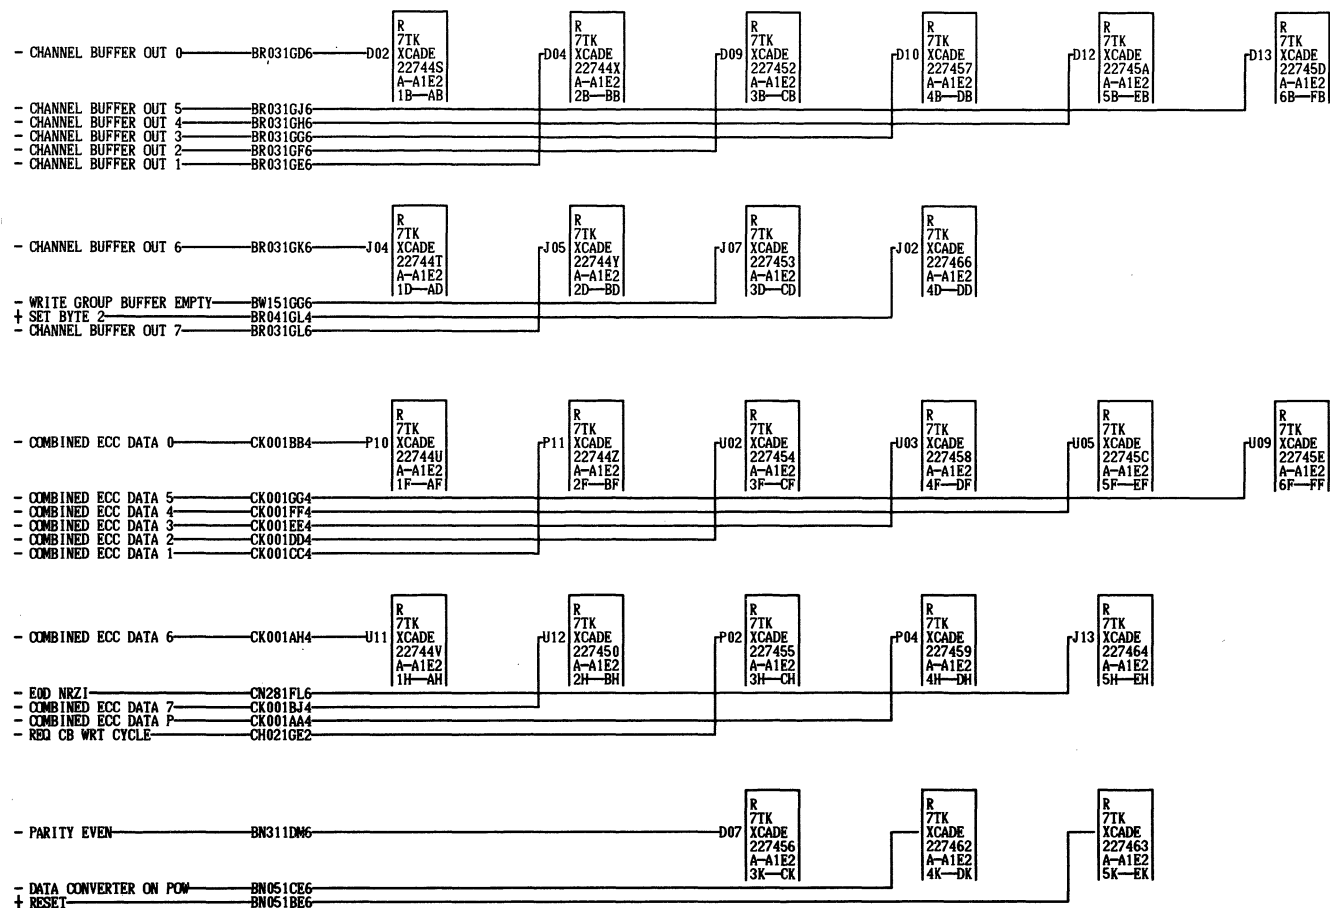 R R R R R R
7TK 7TK 7TK 7TK 7TK 7TK
- CHANNEL BUFFER OUT 0 BR031GD6 D02 XCADE D04 XCADE D09 XCADE D10 XCADE D12 XCADE D13 XCADE
22744S 22744X 227452 227457 22745A 22745D
A-A1E2 A-A1E2 A-A1E2 A-A1E2 A-A1E2 A-A1E2
1B—AB 2B—BB 3B—CB 4B—DB 5B—EB 6B—FB
- CHANNEL BUFFER OUT 5 BR031GJ6
- CHANNEL BUFFER OUT 4 BR031GH6
- CHANNEL BUFFER OUT 3 BR031GG6
- CHANNEL BUFFER OUT 2 BR031GF6
- CHANNEL BUFFER OUT 1 BR031GE6
R R R R
7TK 7TK 7TK 7TK
- CHANNEL BUFFER OUT 6 BR031GK6 J04 XCADE J05 XCADE J07 XCADE J02 XCADE
22744T 22744Y 227453 227466
A-A1E2 A-A1E2 A-A1E2 A-A1E2
1D—AD 2D—BD 3D—CD 4D—DD
- WRITE GROUP BUFFER EMPTY BW151GG6
+ SET BYTE 2 BR041GL4
- CHANNEL BUFFER OUT 7 BR031GL6
R R R R R R
7TK 7TK 7TK 7TK 7TK 7TK
- COMBINED ECC DATA 0 CK001BB4 P10 XCADE P11 XCADE U02 XCADE U03 XCADE U05 XCADE U09 XCADE
22744U 22744Z 227454 227458 22745C 22745E
A-A1E2 A-A1E2 A-A1E2 A-A1E2 A-A1E2 A-A1E2
1F—AF 2F—BF 3F—CF 4F—DF 5F—EF 6F—FF
- COMBINED ECC DATA 5 CK001GG4
- COMBINED ECC DATA 4 CK001FF4
- COMBINED ECC DATA 3 CK001EE4
- COMBINED ECC DATA 2 CK001DD4
- COMBINED ECC DATA 1 CK001CC4
R R R R R
7TK 7TK 7TK 7TK 7TK
- COMBINED ECC DATA 6 CK001AH4 U11 XCADE U12 XCADE P02 XCADE P04 XCADE J13 XCADE
22744V 227450 227455 227459 227464
A-A1E2 A-A1E2 A-A1E2 A-A1E2 A-A1E2
1H—AH 2H—BH 3H—CH 4H—DH 5H—EH
- EOD NRZI CN281FL6
- COMBINED ECC DATA 7 CK001BJ4
- COMBINED ECC DATA P CK001AA4
- REQ CB WRT CYCLE CH021GE2
R R R
7TK 7TK 7TK
- PARITY EVEN BN311DM6 D07 XCADE XCADE XCADE
227456 227462 227463
A-A1E2 A-A1E2 A-A1E2
3K—CK 4K—DK 5K—EK
- DATA CONVERTER ON POW BN051CE6
+ RESET BN051BE6